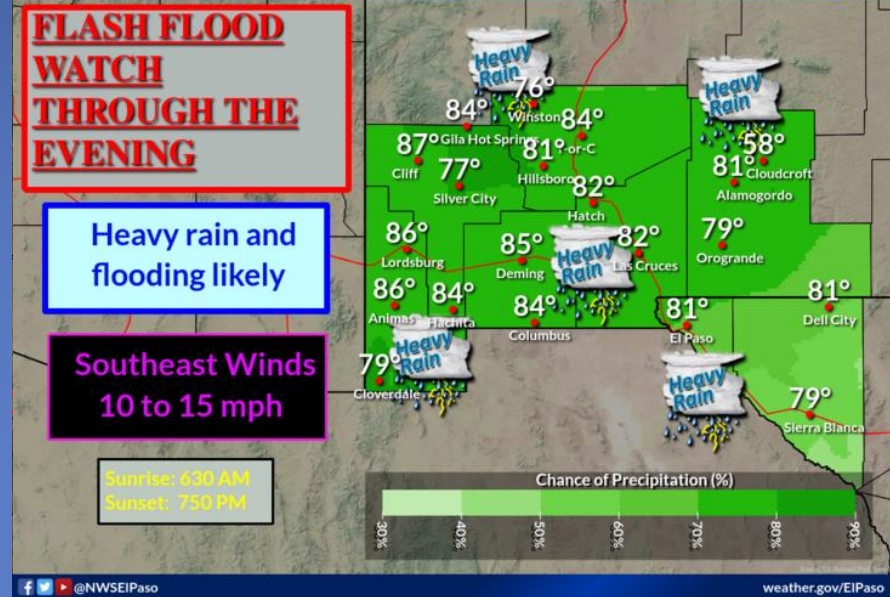 FLASH FLOOD
WATCH
THROUGH THE
EVENING
Heavy rain and
flooding likely
Southeast Winds
10 to 15 mph
Sunrise: 630 AM
Sunset: 750 PM
Heavy
Rain
76°
Winston
Heavy
Rain
84°
Gila Hot Springs
84°
T-or-C
58°
Cloudcroft
87°
Cliff
77°
Silver City
81°
Hillsboro
81°
Alamogordo
82°
Hatch
86°
Lordsburg
85°
Deming
Heavy
Rain
82°
Las Cruces
79°
Orogrande
86°
Animas
84°
Hachita
84°
Columbus
81°
El Paso
81°
Dell City
79°
Cloverdale
Heavy
Rain
Heavy
Rain
79°
Sierra Blanca
Chance of Precipitation (%)
30%
40%
50%
60%
70%
80%
90%
@NWSElPaso
weather.gov/ElPaso